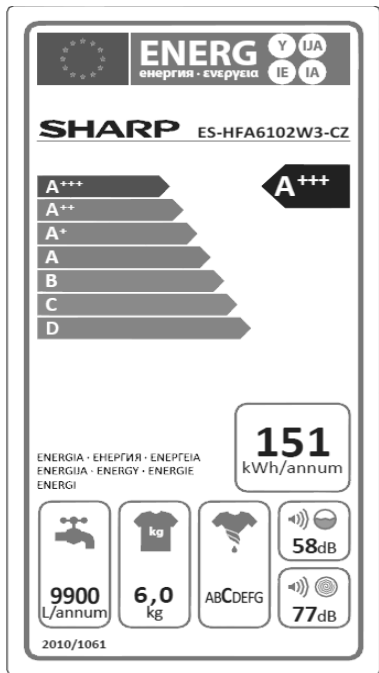 ENERG
енергия · ενεργεια
Y IJA
IE IA
SHARP ES-HFA6102W3-CZ
A+++
A+++
A++
A+
A
B
C
D
ENERGIA · ЕНЕРГИЯ · ΕΝΕΡΓΕΙΑ
ENERGIJA · ENERGY · ENERGIE
ENERGI
151
kWh/annum
9900
L/annum
kg
6,0
kg
ABCDEFG
58dB
77dB
2010/1061